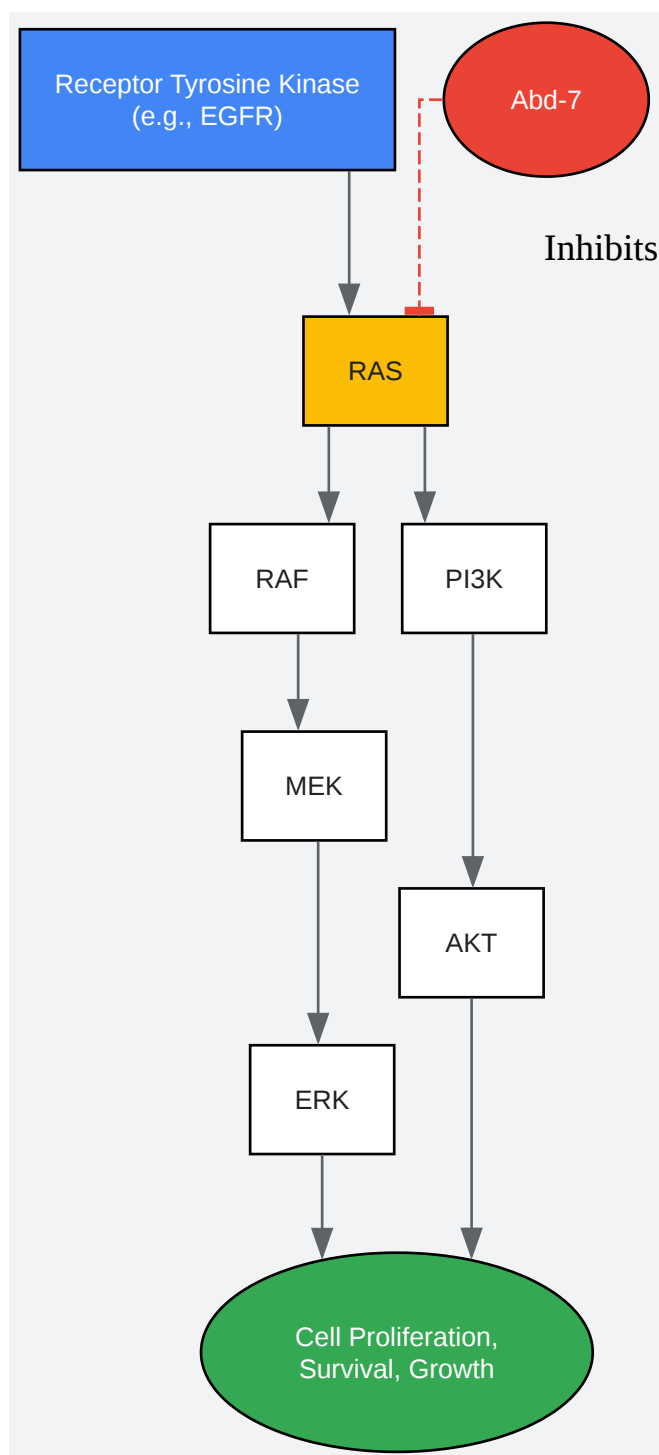 Receptor Tyrosine Kinase
(e.g., EGFR)
Abd-7
Inhibits
RAS
RAF
PI3K
MEK
AKT
ERK
Cell Proliferation,
Survival, Growth